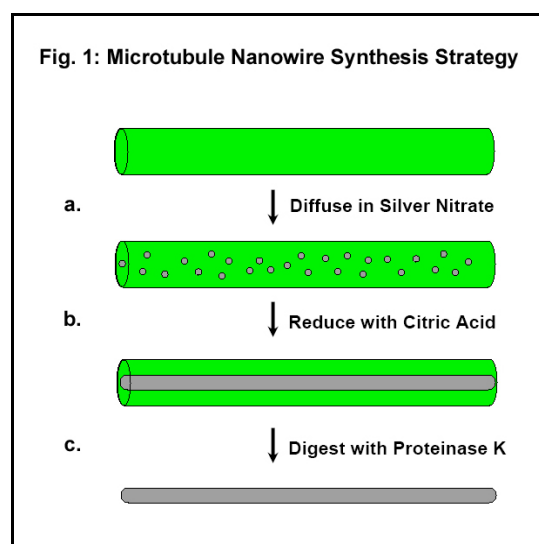 Fig. 1: Microtubule Nanowire Synthesis Strategy
a.
Diffuse in Silver Nitrate
b.
Reduce with Citric Acid
c.
Digest with Proteinase K